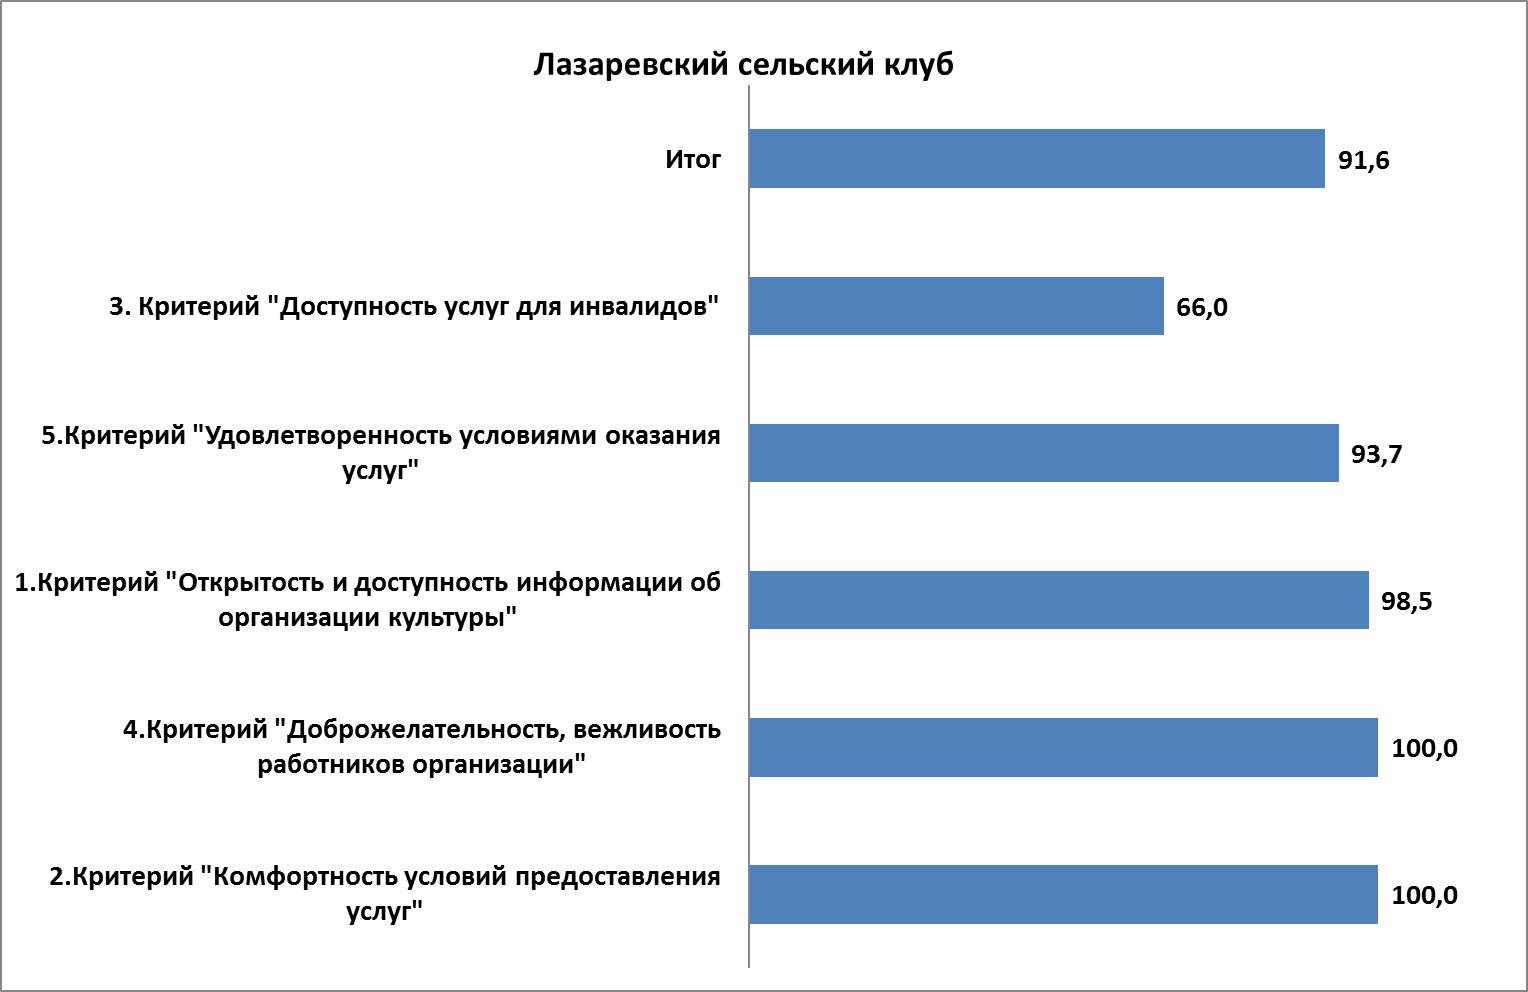 Лазаревский сельский клуб
Итог
91,6
3. Критерий "Доступность услуг для инвалидов"
66,0
5.Критерий "Удовлетворенность условиями оказания
услуг"
93,7
1.Критерий "Открытость и доступность информации об
организации культуры"
98,5
4.Критерий "Доброжелательность, вежливость
работников организации"
100,0
2.Критерий "Комфортность условий предоставления
услуг"
100,0